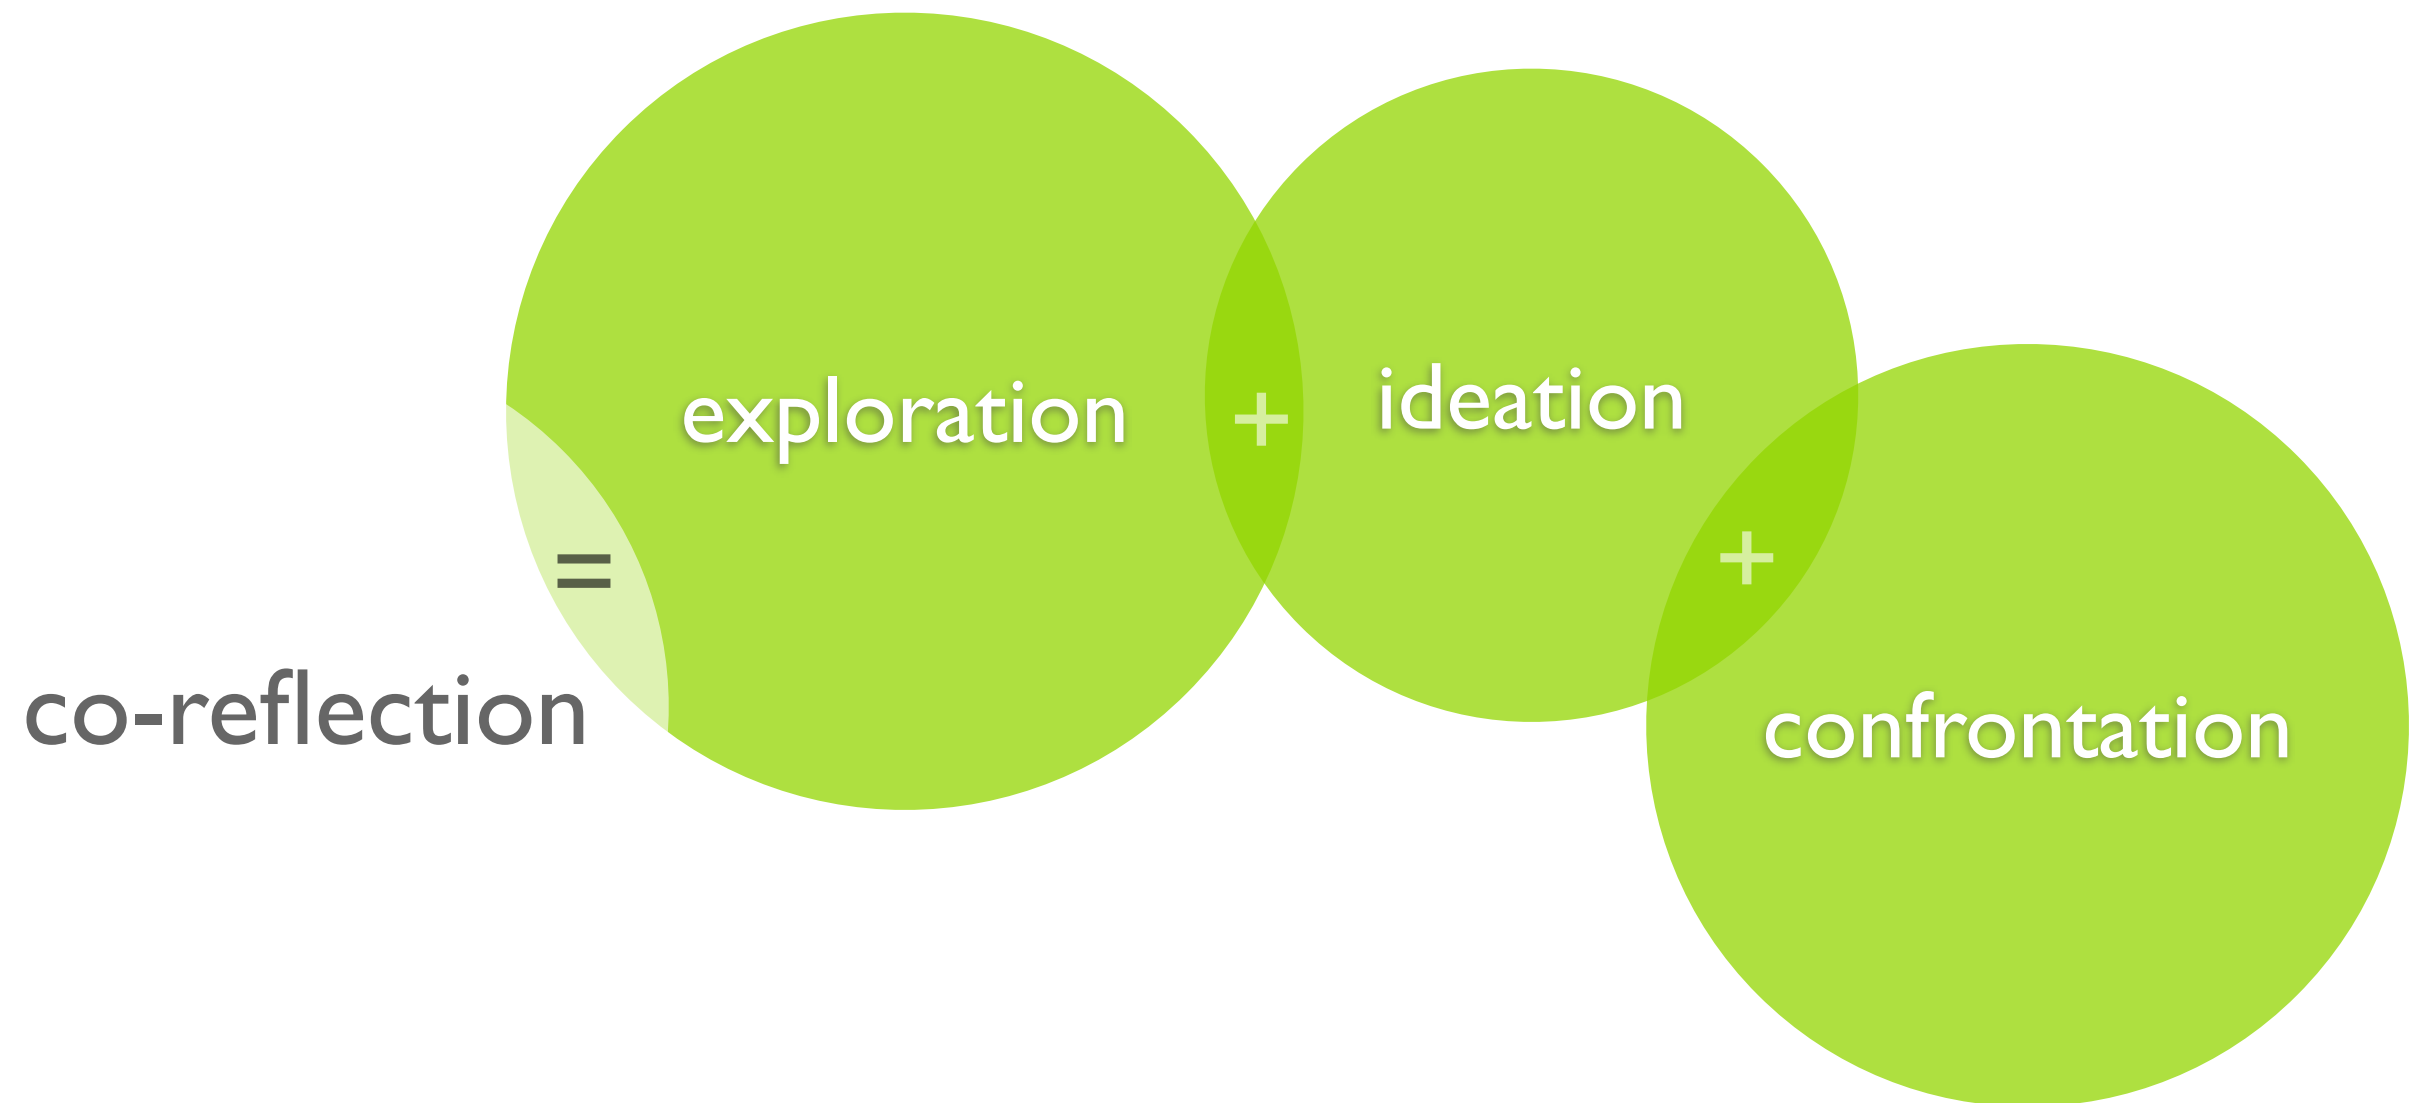 co-reflection
=
exploration
+
ideation
+
confrontation